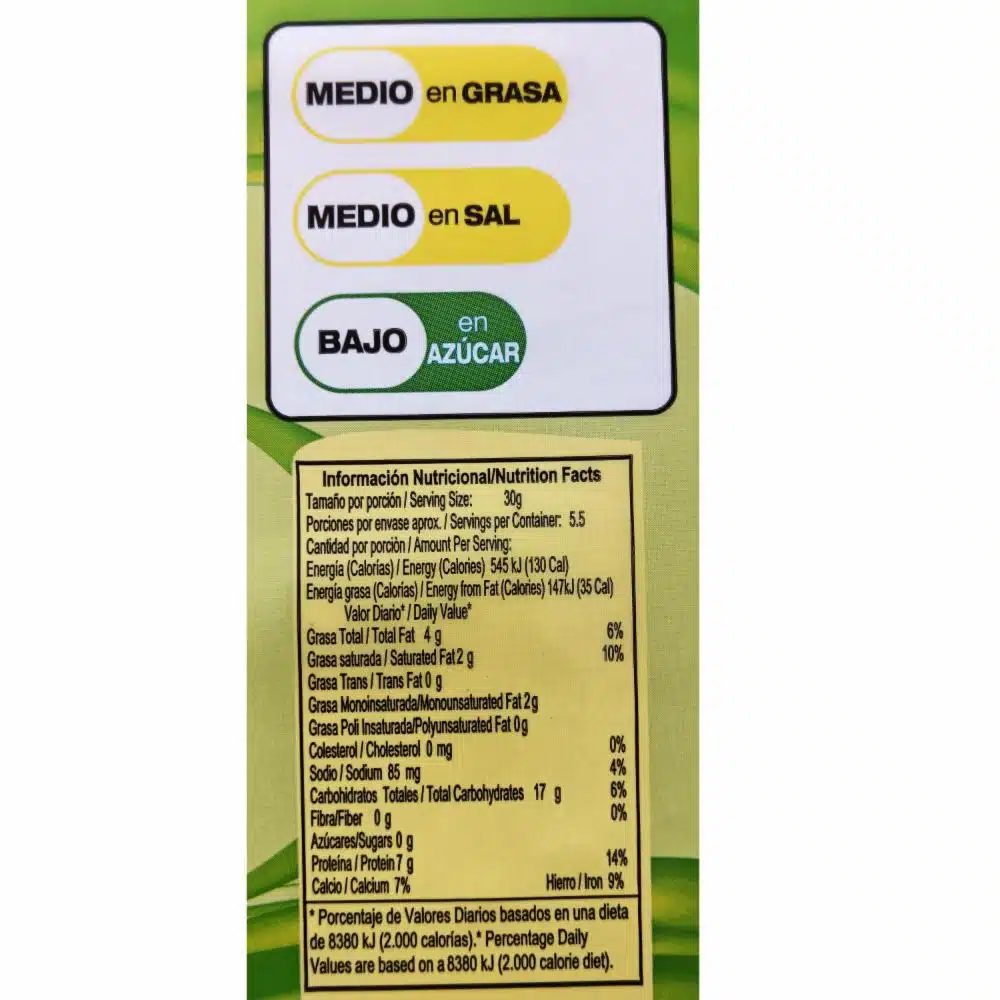 MEDIO en GRASA
MEDIO en SAL
BAJO en AZÚCAR
Información Nutricional/Nutrition Facts
Tamaño por porción / Serving Size: 30g
Porciones por envase aprox. / Servings per Container: 5.5
Cantidad por porciòn / Amount Per Serving:
Energía (Calorías) / Energy (Calories) 545 kJ (130 Cal)
Energía grasa (Calorías) / Energy from Fat (Calories) 147kJ (35 Cal)
Valor Diario* / Daily Value*
Grasa Total / Total Fat 4 g 6%
Grasa saturada / Saturated Fat 2 g 10%
Grasa Trans / Trans Fat 0 g
Grasa Monoinsaturada/Monounsaturated Fat 2g
Grasa Poli Insaturada/Polyunsaturated Fat 0g
Colesterol / Cholesterol 0 mg 0%
Sodio / Sodium 85 mg 4%
Carbohidratos Totales / Total Carbohydrates 17 g 6%
Fibra/Fiber 0 g 0%
Azúcares/Sugars 0 g
Proteína / Protein 7 g 14%
Calcio / Calcium 7% Hierro / Iron 9%
* Porcentaje de Valores Diarios basados en una dieta
de 8380 kJ (2.000 calorías).* Percentage Daily
Values are based on a 8380 kJ (2.000 calorie diet).